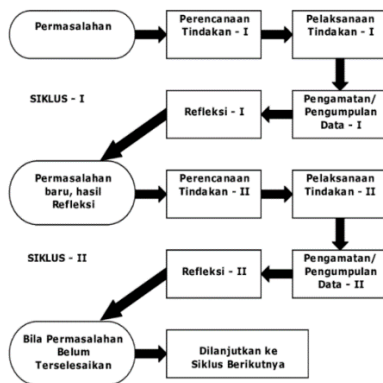 Permasalahan
Perencanaan
Tindakan - I
Pelaksanaan
Tindakan - I
SIKLUS - I
Refleksi - I
Pengamatan/
Pengumpulan
Data - I
Permasalahan
baru, hasil
Refleksi
Perencanaan
Tindakan - II
Pelaksanaan
Tindakan - II
SIKLUS - II
Refleksi - II
Pengamatan/
Pengumpulan
Data - II
Bila Permasalahan
Belum
Terselesaikan
Dilanjutkan ke
Siklus Berikutnya